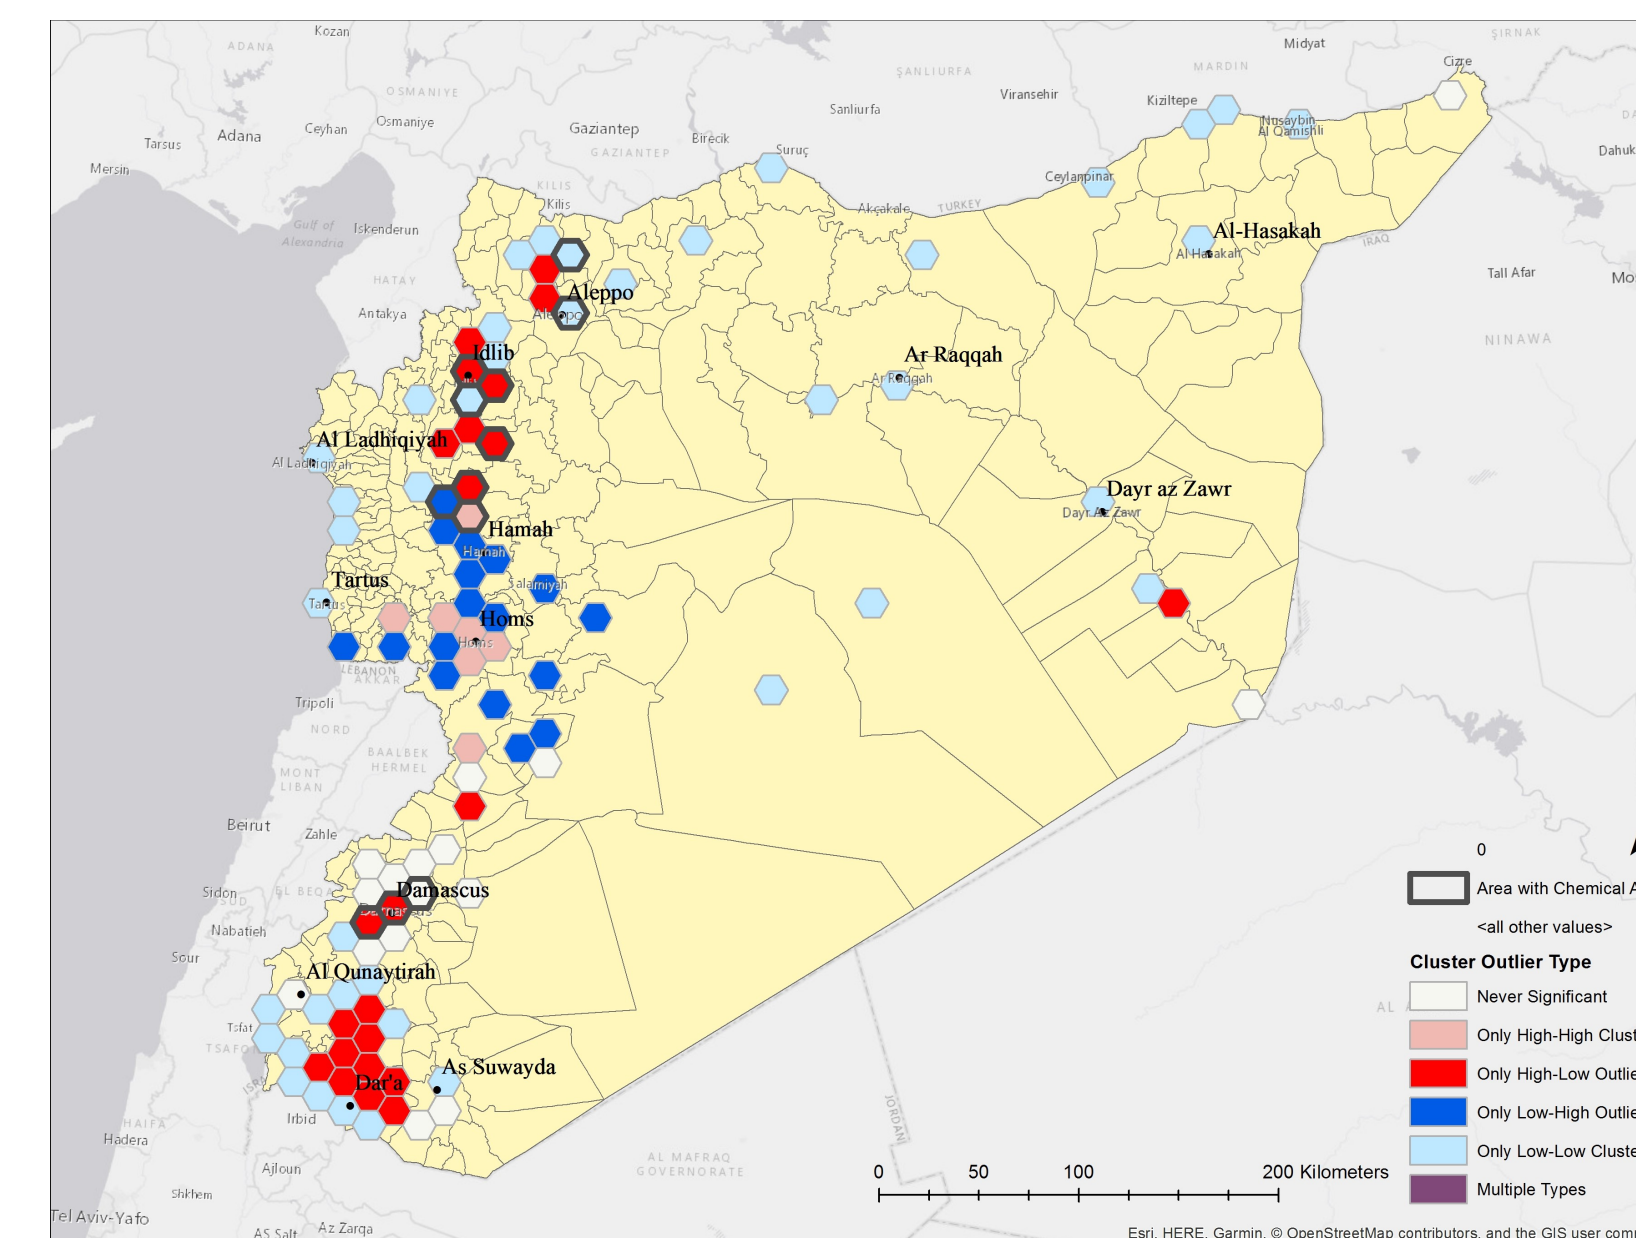 Kozan
ADANA
Midyat
ŞIRNAK
Cizre
ŞANLIURFA
MARDIN
OSMANIYE
Viransehir
Kiziltepe
Sanliurfa
Osmaniye
Ceyhan
Adana
Tarsus
Gaziantep
Birecik
GAZIANTEP
Suruç
Nusaybin
Al Qamishli
Dahuk
Mersin
Ceylanpinar
KILIS
Kilis
Akçakale
TURKEY
Gulf of
Alexandria
Iskenderun
Al-Hasakah
Al Hasakah
IRAQ
Tall Afar
HATAY
Aleppo
Antakya
NINAWA
Idlib
Ar Raqqah
Ar Raqqah
Al Ladhiqiyah
Al Ladhiqiyah
Dayr az Zawr
Dayr Az Zawr
Hamah
Hamah
Tartus
Salamiyah
Tartus
Homs
Homs
LEBANON
AKKAR
Tripoli
NORD
BAALBEK
HERMEL
MONT
LIBAN
Beirut
Zahle
0
Sidon
SUD
EL BEQA
Damascus
Damascus
Area with Chemical A
Nabatieh
<all other values>
Sour
Cluster Outlier Type
Al Qunaytirah
Never Significant
Tsfat
Only High-High Clust
TSAFON
As Suwayda
Only High-Low Outlie
Dar'a
Irbid
Only Low-High Outlie
HAIFA
Hadera
JORDAN
Only Low-Low Cluste
AL MAFRAQ
GOVERNORATE
Ajloun
0 50 100 200 Kilometers
Shkhem
Multiple Types
Tel Aviv-Yafo
AS Salt
Az Zarqa
Esri, HERE, Garmin, © OpenStreetMap contributors, and the GIS user com